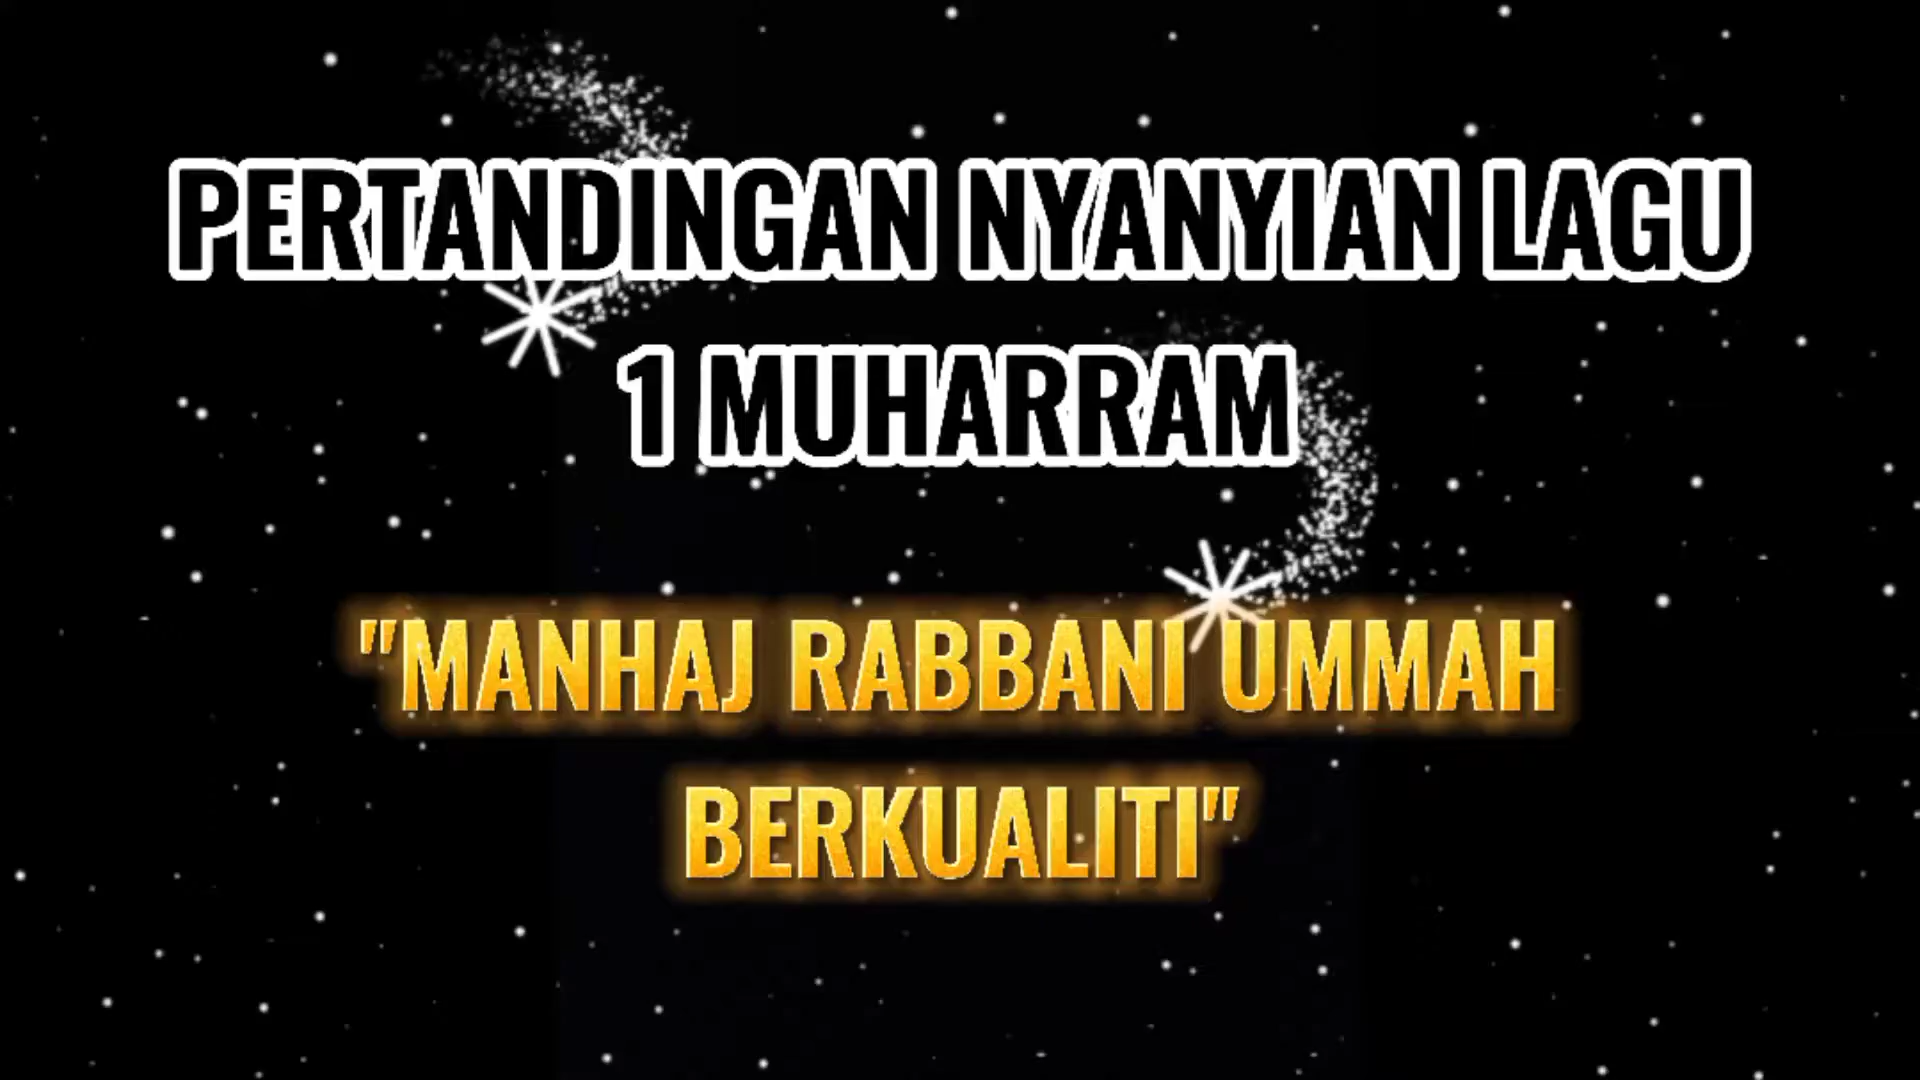 PERTANDINGAN NYANYIAN LAGU
1 MUHARRAM
"MANHAJ RABBANI UMMAH
BERKUALITI"